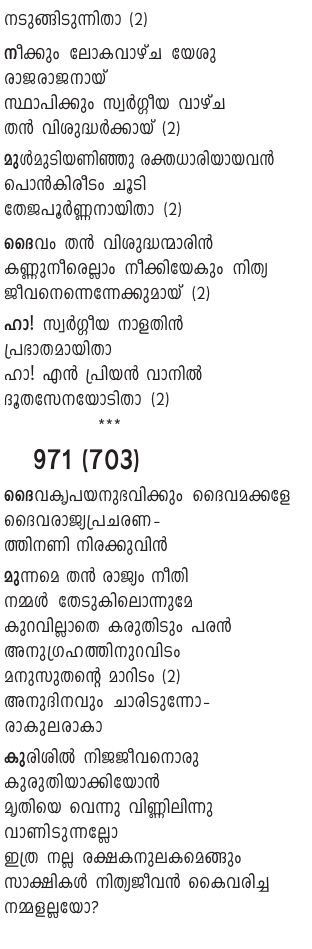 നടുങ്ങിടുന്നിതാ (2)
നീക്കും ലോകവാഴ്ച യേശു
രാജരാജനായ്
സ്ഥാപിക്കും സ്വർഗ്ഗീയ വാഴ്ച
തൻ വിശുദ്ധർക്കായ് (2)
മുൾമുടിയണിഞ്ഞു രക്തധാരിയായവൻ
പൊൻകിരീടം ചൂടി
തേജപൂർണ്ണനായിതാ (2)
ദൈവം തൻ വിശുദ്ധന്മാരിൻ
കണ്ണുനീരെല്ലാം നീക്കിയേകും നിത്യ
ജീവനെന്നെന്നേക്കുമായ് (2)
ഹാ! സ്വർഗ്ഗീയ നാളതിൻ
പ്രഭാതമായിതാ
ഹാ! എൻ പ്രിയൻ വാനിൽ
ദൂതസേനയോടിതാ (2)
***
971 (703)
ദൈവകൃപയനുഭവിക്കും ദൈവമക്കളേ
ദൈവരാജ്യപ്രചരണ-
ത്തിനണി നിരക്കുവിൻ
മുന്നമെ തൻ രാജ്യം നീതി
നമ്മൾ തേടുകിലൊന്നുമേ
കുറവില്ലാതെ കരുതിടും പരൻ
അനുഗ്രഹത്തിനുറവിടം
മനുസുതന്റെ മാറിടം (2)
അനുദിനവും ചാരിടുന്നോ-
രാകുലരാകാ
കുരിശിൽ നിജജീവനൊരു
കുരുതിയാക്കിയോൻ
മൃതിയെ വെന്നു വിണ്ണിലിന്നു
വാണിടുന്നല്ലോ
ഇത്ര നല്ല രക്ഷകനുലകമെങ്ങും
സാക്ഷികൾ നിത്യജീവൻ കൈവരിച്ച
നമ്മളല്ലയോ?